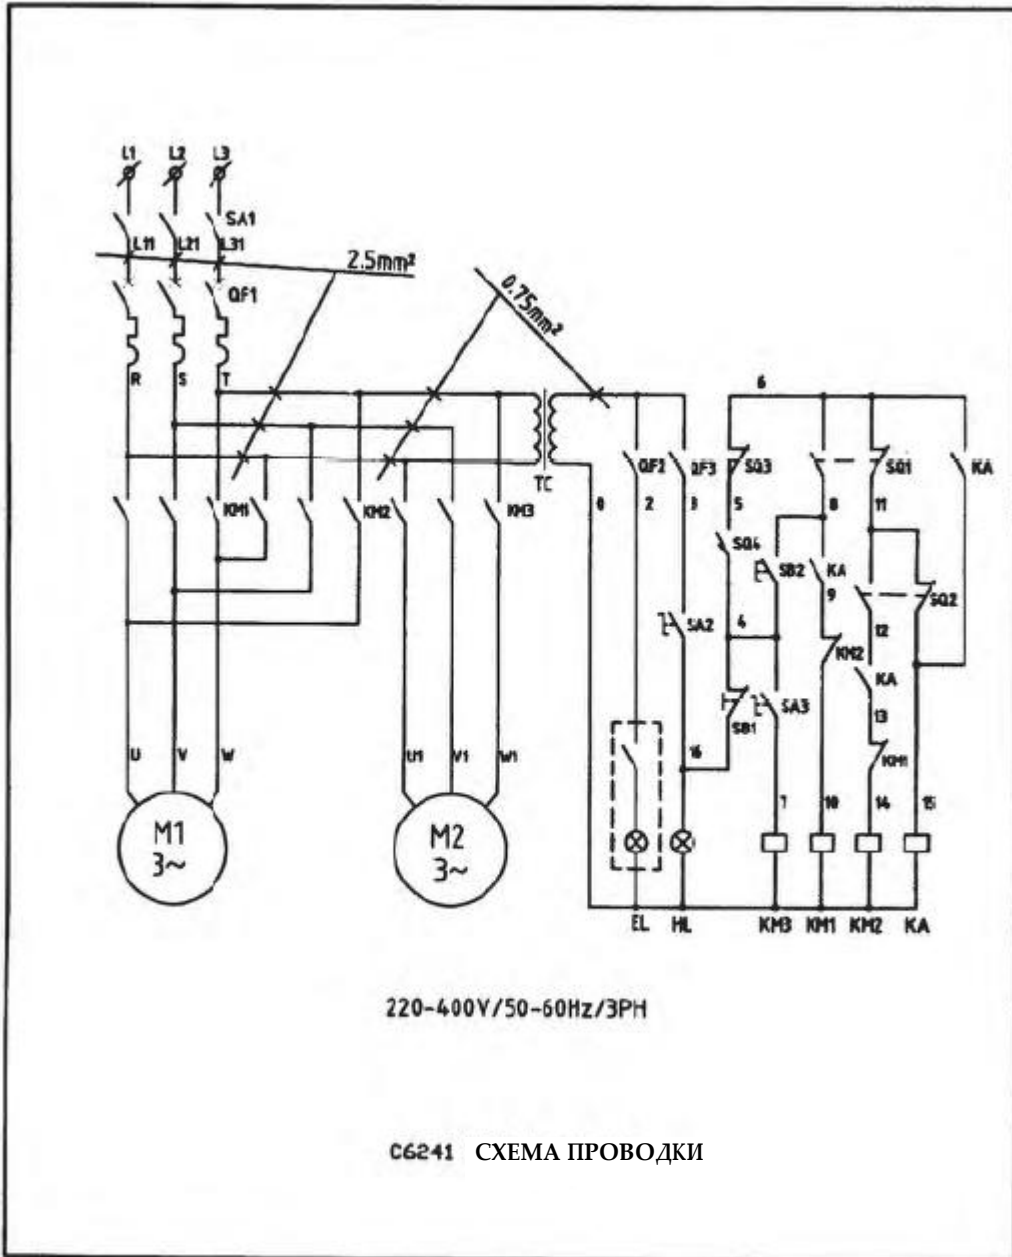 L1 L2 L3
SA1
L11 L21 L31
2.5mm²
0.75mm²
QF1
R S T
6
TC
QF2 QF3 SQ3 SQ1 KA
0 2 3 5 8 11
KM1 KM2 KM3
SQ4 SB2 KA SQ2
9
4 12
SA2
KM2
KA
SB1 SA3
13
U V W U1 V1 W1
16
KM1
7 10 14 15
M1
3~
M2
3~
EL HL KM3 KM1 KM2 KA
220-400V/50-60Hz/3PH
C6241 СХЕМА ПРОВОДКИ